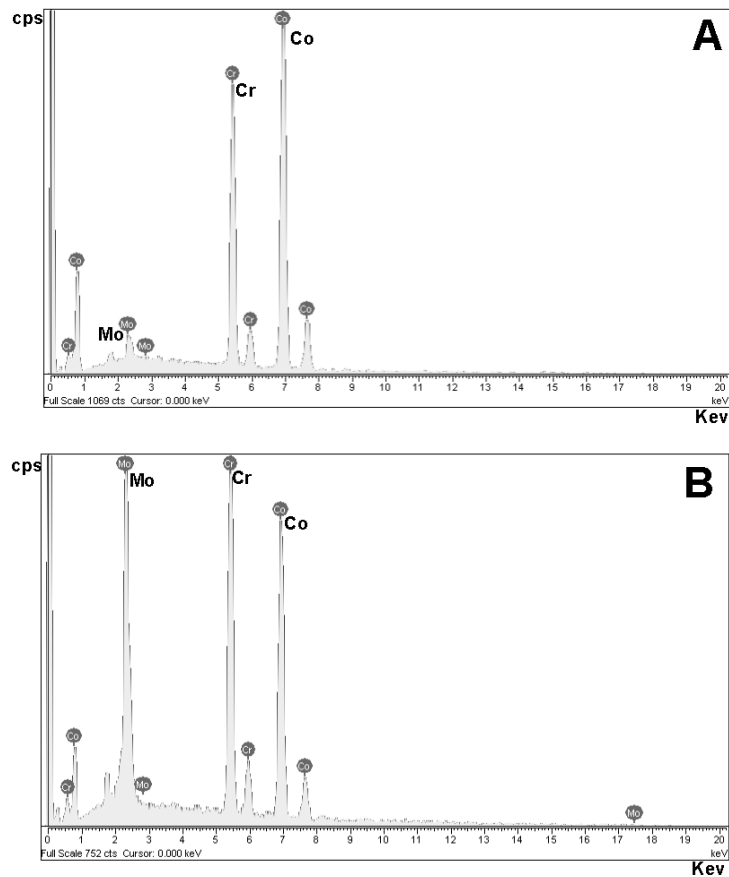 cps
A
Co
Co
Cr
Cr
Co
Co
Mo
Mo
Cr
Mo
Cr
0 1 2 3 4 5 6 7 8 9 10 11 12 13 14 15 16 17 18 19 20
Full Scale 1069 cts Cursor: 0.000 keV
keV
Kev
cps
B
Mo
Mo
Cr
Cr
Co
Co
Co
Cr
Co
Cr
Mo
Mo
0 1 2 3 4 5 6 7 8 9 10 11 12 13 14 15 16 17 18 19 20
Full Scale 752 cts Cursor: 0.000 keV
keV
Kev